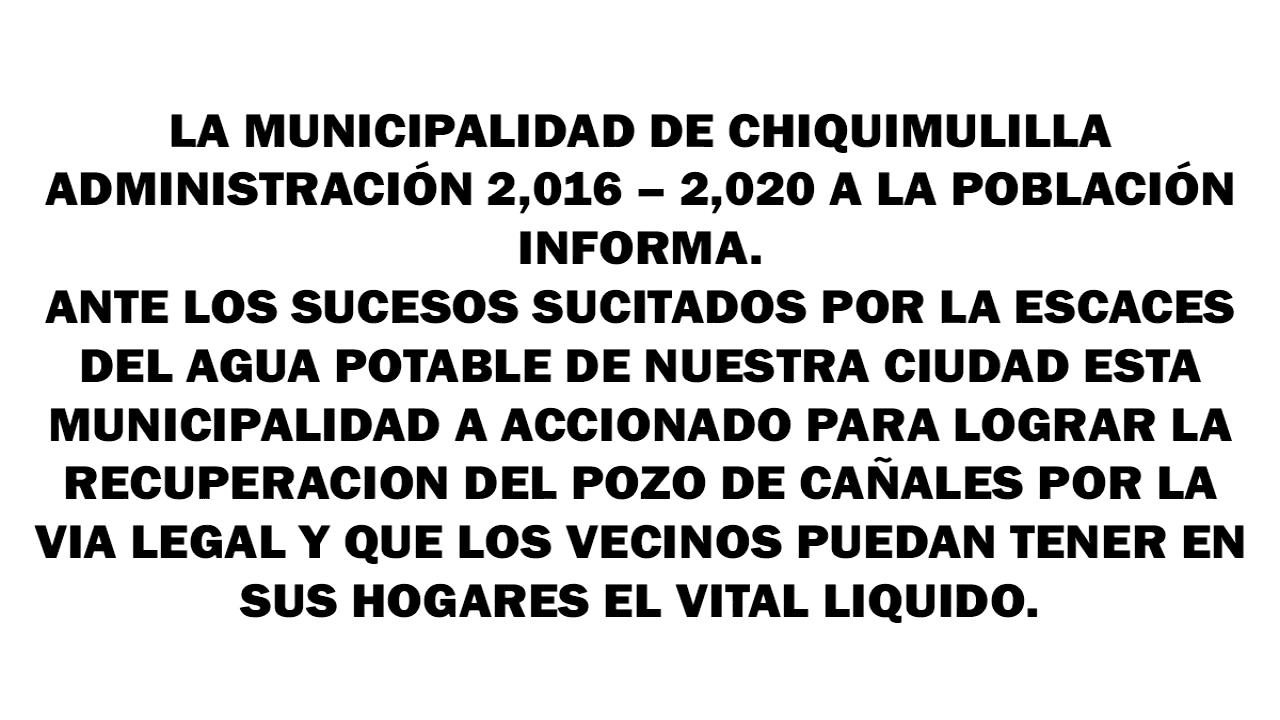 LA MUNICIPALIDAD DE CHIQUIMULILLA
ADMINISTRACIÓN 2,016 – 2,020 A LA POBLACIÓN
INFORMA.
ANTE LOS SUCESOS SUCITADOS POR LA ESCACES
DEL AGUA POTABLE DE NUESTRA CIUDAD ESTA
MUNICIPALIDAD A ACCIONADO PARA LOGRAR LA
RECUPERACION DEL POZO DE CAÑALES POR LA
VIA LEGAL Y QUE LOS VECINOS PUEDAN TENER EN
SUS HOGARES EL VITAL LIQUIDO.